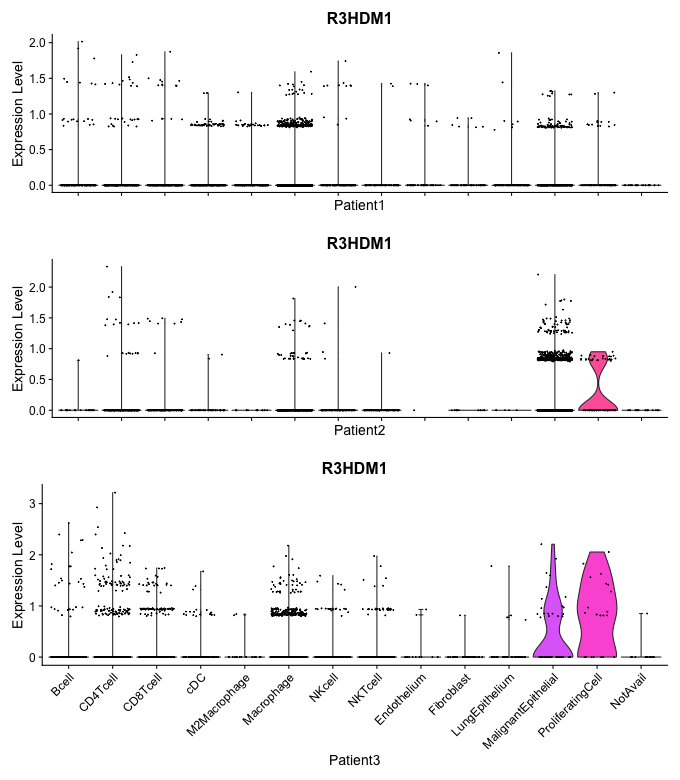 R3HDM1
Expression Level
2.0
1.5
1.0
0.5
0.0
Patient1
R3HDM1
Expression Level
2.0
1.5
1.0
0.5
0.0
Patient2
R3HDM1
Expression Level
3
2
1
0
Bcell
CD4Tcell
CD8Tcell
cDC
M2Macrophage
Macrophage
NKcell
NKTcell
Endothelium
Fibroblast
LungEpithelium
MalignantEpithelial
ProliferatingCell
NotAvail
Patient3